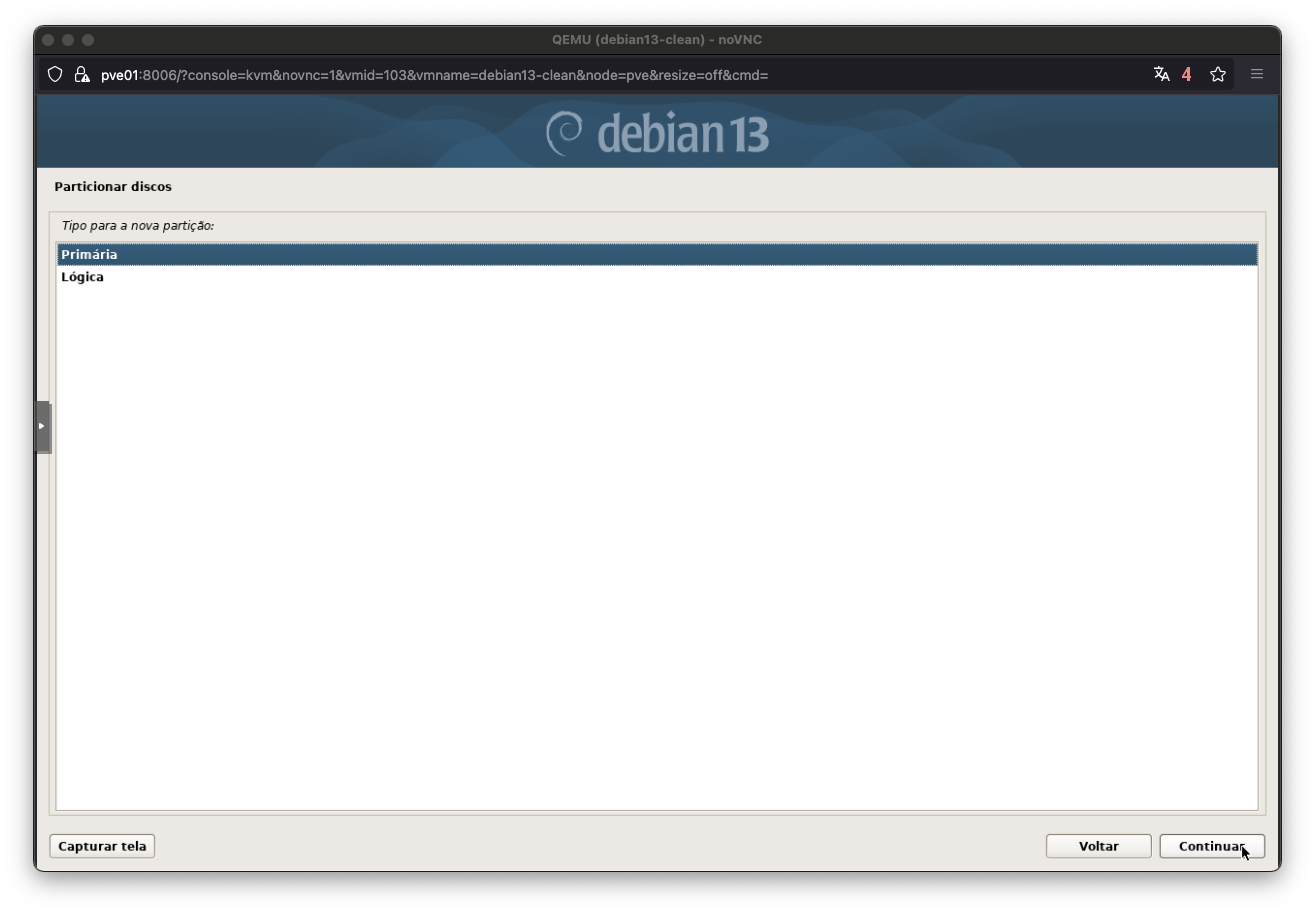 QEMU (debian13-clean) - noVNC
pve01:8006/?console=kvm&novnc=1&vmid=103&vmname=debian13-clean&node=pve&resize=off&cmd=
4
debian 13
Particionar discos
Tipo para a nova partição:
Primária
Lógica
Capturar tela
Voltar
Continuar